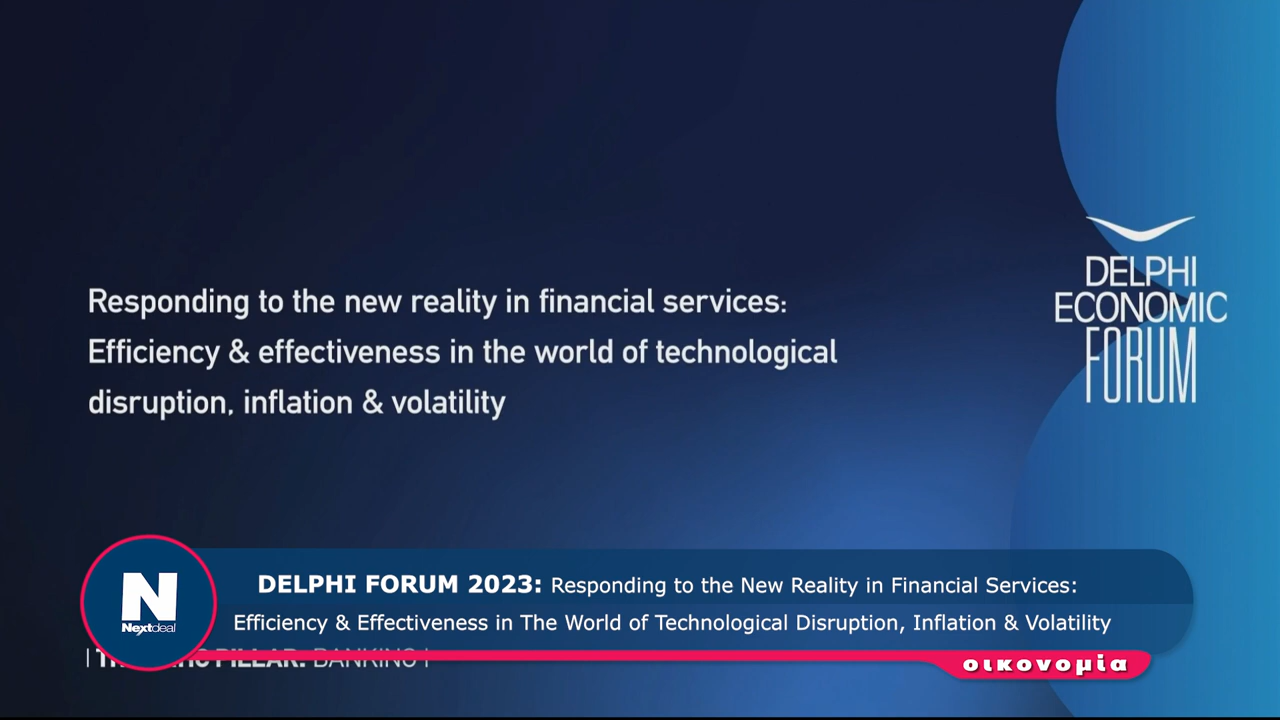 Responding to the new reality in financial services:
Efficiency & effectiveness in the world of technological
disruption, inflation & volatility
DELPHI
ECONOMIC
FORUM
N
Nextdeal
DELPHI FORUM 2023: Responding to the New Reality in Financial Services:
Efficiency & Effectiveness in The World of Technological Disruption, Inflation & Volatility
PILLAR: BANKING |
οικονομία